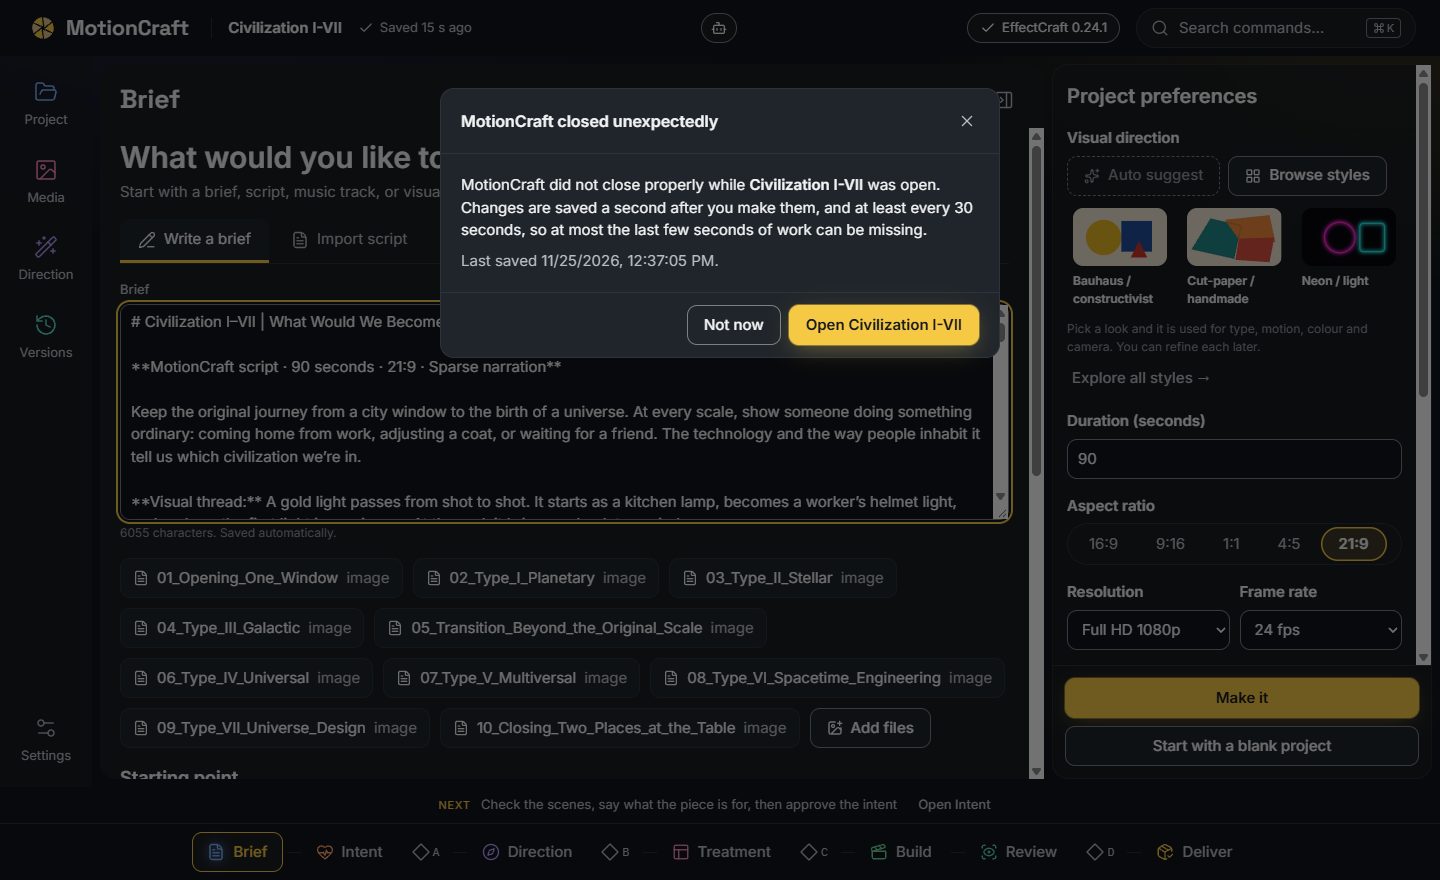 MotionCraft
Civilization I-VII
Saved 15 s ago
EffectCraft 0.24.1
Search commands...
⌘K
Project
Media
Direction
Versions
Settings
Brief
What would you like to
Start with a brief, script, music track, or visua
Write a brief
Import script
Brief
# Civilization I–VII | What Would We Become
**MotionCraft script · 90 seconds · 21:9 · Sparse narration**
Keep the original journey from a city window to the birth of a universe. At every scale, show someone doing something
ordinary: coming home from work, adjusting a coat, or waiting for a friend. The technology and the way people inhabit it
tell us which civilization we’re in.
**Visual thread:** A gold light passes from shot to shot. It starts as a kitchen lamp, becomes a worker’s helmet light,
6055 characters. Saved automatically.
01_Opening_One_Window image
02_Type_I_Planetary image
03_Type_II_Stellar image
04_Type_III_Galactic image
05_Transition_Beyond_the_Original_Scale image
06_Type_IV_Universal image
07_Type_V_Multiversal image
08_Type_VI_Spacetime_Engineering image
09_Type_VII_Universe_Design image
10_Closing_Two_Places_at_the_Table image
Add files
Starting point
MotionCraft closed unexpectedly
MotionCraft did not close properly while Civilization I-VII was open.
Changes are saved a second after you make them, and at least every 30
seconds, so at most the last few seconds of work can be missing.
Last saved 11/25/2026, 12:37:05 PM.
Not now
Open Civilization I-VII
Project preferences
Visual direction
Auto suggest
Browse styles
Bauhaus /
constructivist
Cut-paper /
handmade
Neon / light
Pick a look and it is used for type, motion, colour and
camera. You can refine each later.
Explore all styles →
Duration (seconds)
90
Aspect ratio
16:9
9:16
1:1
4:5
21:9
Resolution
Frame rate
Full HD 1080p
24 fps
Make it
Start with a blank project
NEXT Check the scenes, say what the piece is for, then approve the intent Open Intent
Brief
Intent
A
Direction
B
Treatment
C
Build
Review
D
Deliver